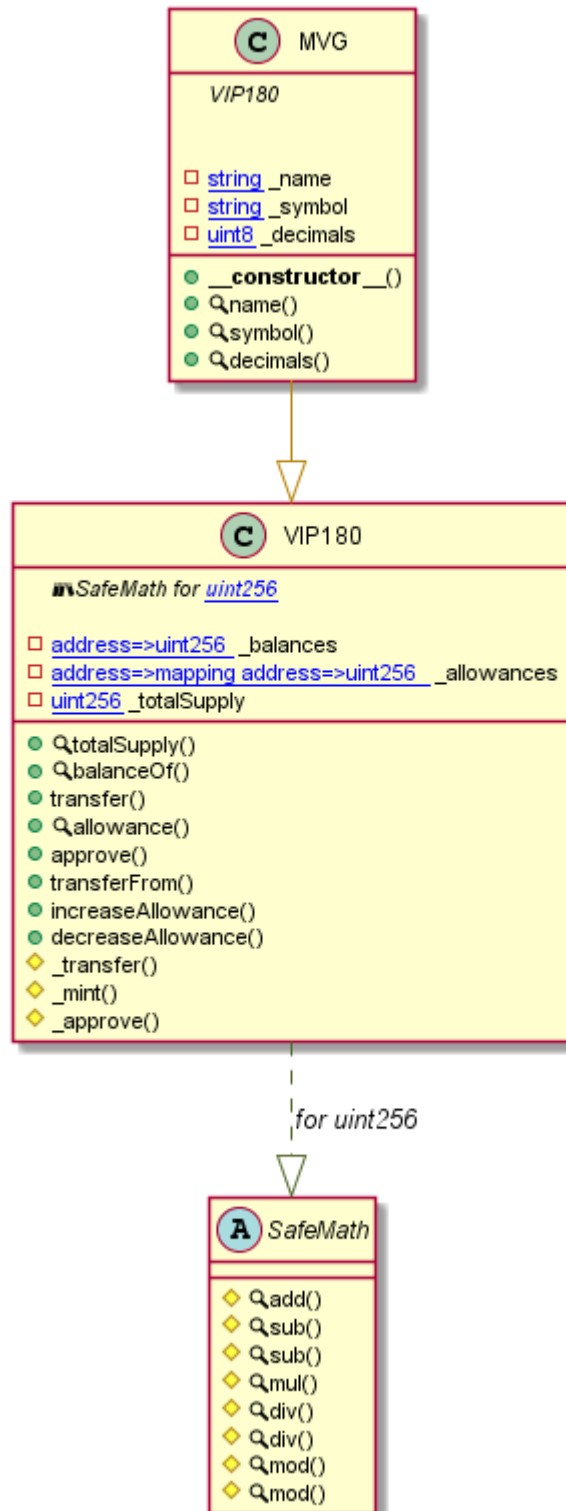 C MVG
VIP180
string _name
string _symbol
uint8 _decimals
__constructor__()
name()
symbol()
decimals()
C VIP180
SafeMath for uint256
address=>uint256 _balances
address=>mapping address=>uint256 _allowances
uint256 _totalSupply
totalSupply()
balanceOf()
transfer()
allowance()
approve()
transferFrom()
increaseAllowance()
decreaseAllowance()
_transfer()
_mint()
_approve()
for uint256
A SafeMath
add()
sub()
sub()
mul()
div()
div()
mod()
mod()